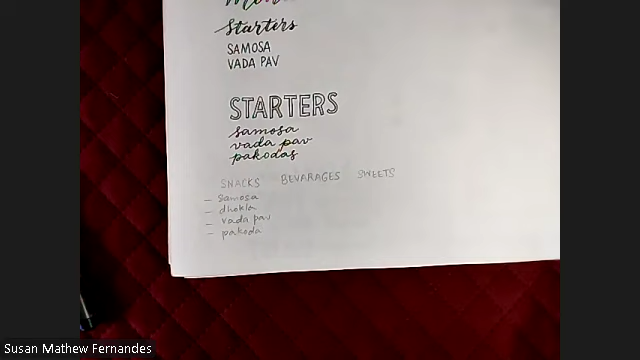 Menu
Starters
SAMOSA
VADA PAV
STARTERS
samosa
vada pav
pakodas
SNACKS BEVARAGES SWEETS
- samosa
- dhokla
- vada pav
- pakoda
Susan Mathew Fernandes